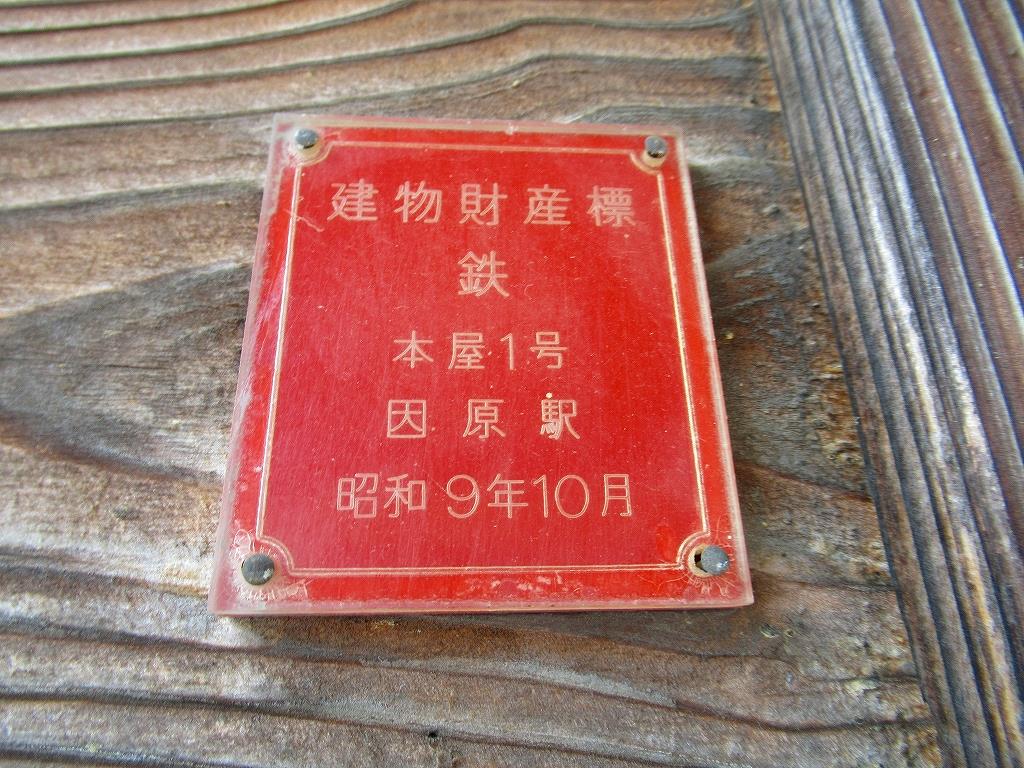 建物財産標
鉄
本屋1号
因原駅
昭和9年10月